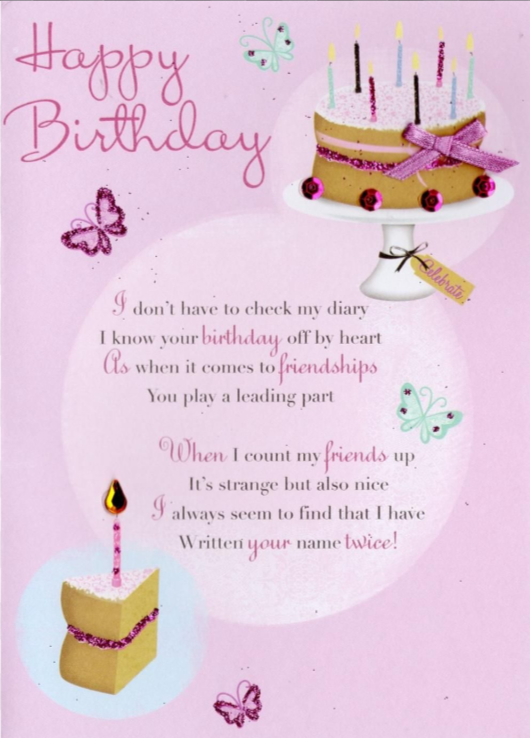 Happy
Birthday
Celebrate
I don't have to check my diary
I know your birthday off by heart
As when it comes to friendships
You play a leading part
When I count my friends up
It's strange but also nice
I always seem to find that I have
Written your name twice!